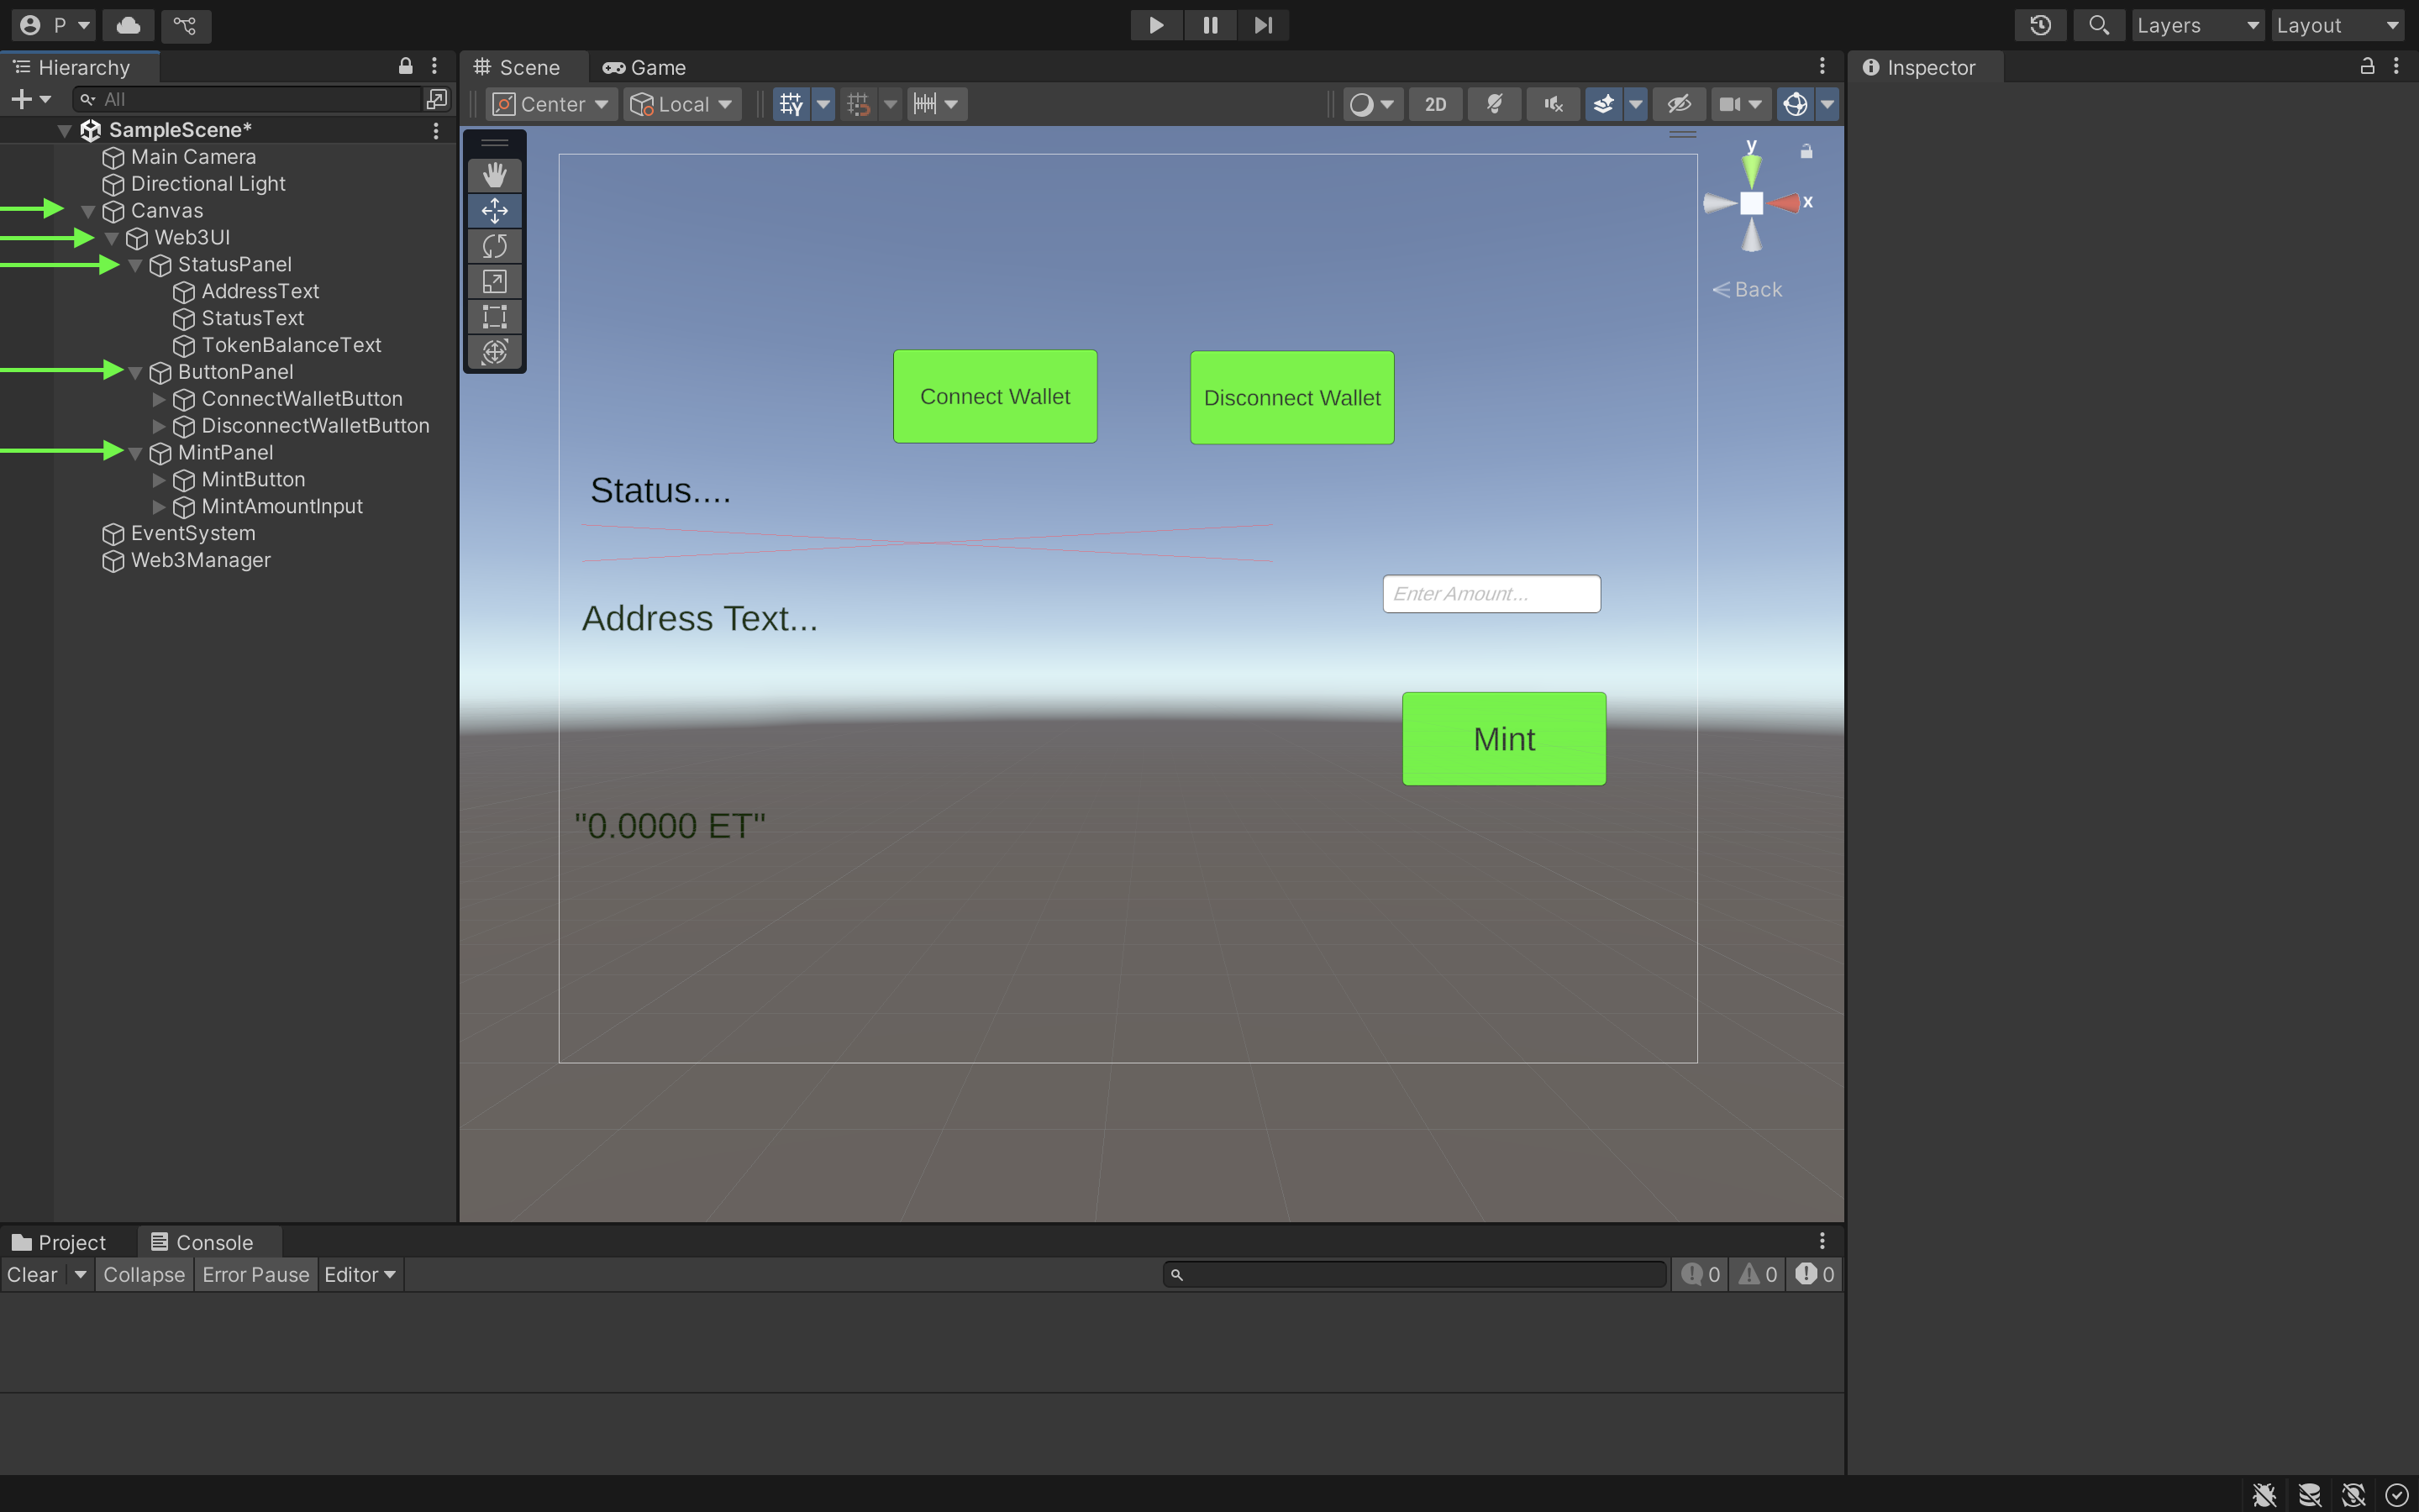 P
Layers
Layout
Hierarchy
Scene
Game
Inspector
All
Center
Local
2D
SampleScene*
Main Camera
Directional Light
Canvas
Web3UI
StatusPanel
AddressText
StatusText
TokenBalanceText
ButtonPanel
ConnectWalletButton
DisconnectWalletButton
MintPanel
MintButton
MintAmountInput
EventSystem
Web3Manager
y
x
Back
Connect Wallet
Disconnect Wallet
Status....
Enter Amount...
Address Text...
Mint
"0.0000 ET"
Project
Console
Clear
Collapse
Error Pause
Editor
0
0
0